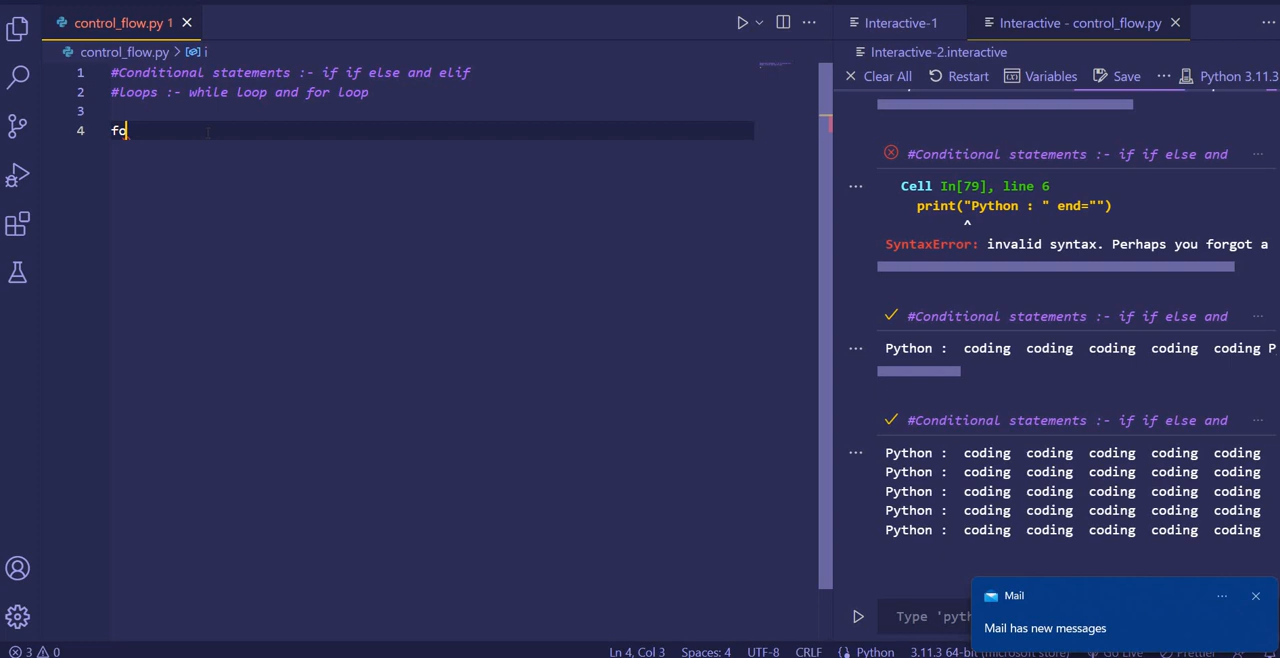 control_flow.py 1
Interactive-1
Interactive - control_flow.py
control_flow.py > i
Interactive-2.interactive
Clear All Restart Variables Save ... Python 3.11.3
1 #Conditional statements :- if if else and elif
2 #loops :- while loop and for loop
3
4 fo
#Conditional statements :- if if else and ...
Cell In[79], line 6
print("Python : " end="")
^
SyntaxError: invalid syntax. Perhaps you forgot a
#Conditional statements :- if if else and ...
Python : coding coding coding coding coding P
#Conditional statements :- if if else and ...
Python : coding coding coding coding coding
Python : coding coding coding coding coding
Python : coding coding coding coding coding
Python : coding coding coding coding coding
Python : coding coding coding coding coding
Mail
Mail has new messages
Type 'pyth
3 0 Ln 4, Col 3 Spaces: 4 UTF-8 CRLF Python 3.11.3 64-bit (microsoft store) Go Live Prettier